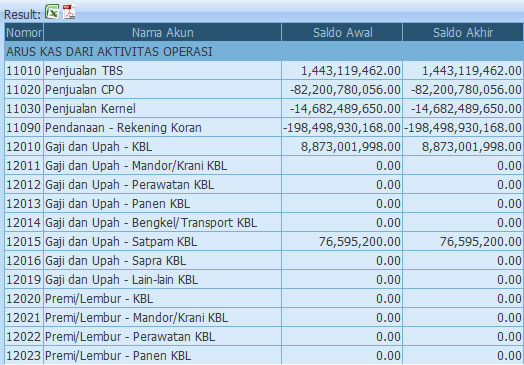 Result:
Nomor Nama Akun Saldo Awal Saldo Akhir
ARUS KAS DARI AKTIVITAS OPERASI
11010 Penjualan TBS 1,443,119,462.00 1,443,119,462.00
11020 Penjualan CPO -82,200,780,056.00 -82,200,780,056.00
11030 Penjualan Kernel -14,682,489,650.00 -14,682,489,650.00
11090 Pendanaan - Rekening Koran -198,498,930,168.00 -198,498,930,168.00
12010 Gaji dan Upah - KBL 8,873,001,998.00 8,873,001,998.00
12011 Gaji dan Upah - Mandor/Krani KBL 0.00 0.00
12012 Gaji dan Upah - Perawatan KBL 0.00 0.00
12013 Gaji dan Upah - Panen KBL 0.00 0.00
12014 Gaji dan Upah - Bengkel/Transport KBL 0.00 0.00
12015 Gaji dan Upah - Satpam KBL 76,595,200.00 76,595,200.00
12016 Gaji dan Upah - Sapra KBL 0.00 0.00
12019 Gaji dan Upah - Lain-lain KBL 0.00 0.00
12020 Premi/Lembur - KBL 0.00 0.00
12021 Premi/Lembur - Mandor/Krani KBL 0.00 0.00
12022 Premi/Lembur - Perawatan KBL 0.00 0.00
12023 Premi/Lembur - Panen KBL 0.00 0.00